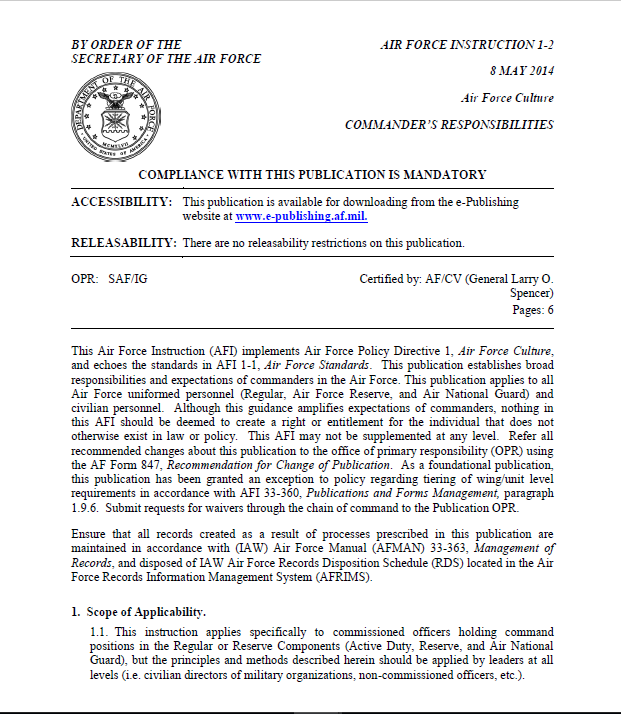 BY ORDER OF THE
SECRETARY OF THE AIR FORCE
AIR FORCE INSTRUCTION 1-2
8 MAY 2014
Air Force Culture
COMMANDER'S RESPONSIBILITIES
DEPARTMENT OF THE AIR FORCE
MCMXLVII
UNITED STATES OF AMERICA
COMPLIANCE WITH THIS PUBLICATION IS MANDATORY
ACCESSIBILITY: This publication is available for downloading from the e-Publishing
website at www.e-publishing.af.mil.
RELEASABILITY: There are no releasability restrictions on this publication.
OPR: SAF/IG
Certified by: AF/CV (General Larry O.
Spencer)
Pages: 6
This Air Force Instruction (AFI) implements Air Force Policy Directive 1, Air Force Culture,
and echoes the standards in AFI 1-1, Air Force Standards. This publication establishes broad
responsibilities and expectations of commanders in the Air Force. This publication applies to all
Air Force uniformed personnel (Regular, Air Force Reserve, and Air National Guard) and
civilian personnel. Although this guidance amplifies expectations of commanders, nothing in
this AFI should be deemed to create a right or entitlement for the individual that does not
otherwise exist in law or policy. This AFI may not be supplemented at any level. Refer all
recommended changes about this publication to the office of primary responsibility (OPR) using
the AF Form 847, Recommendation for Change of Publication. As a foundational publication,
this publication has been granted an exception to policy regarding tiering of wing/unit level
requirements in accordance with AFI 33-360, Publications and Forms Management, paragraph
1.9.6. Submit requests for waivers through the chain of command to the Publication OPR.
Ensure that all records created as a result of processes prescribed in this publication are
maintained in accordance with (IAW) Air Force Manual (AFMAN) 33-363, Management of
Records, and disposed of IAW Air Force Records Disposition Schedule (RDS) located in the Air
Force Records Information Management System (AFRIMS).
1. Scope of Applicability.
1.1. This instruction applies specifically to commissioned officers holding command
positions in the Regular or Reserve Components (Active Duty, Reserve, and Air National
Guard), but the principles and methods described herein should be applied by leaders at all
levels (i.e. civilian directors of military organizations, non-commissioned officers, etc.).